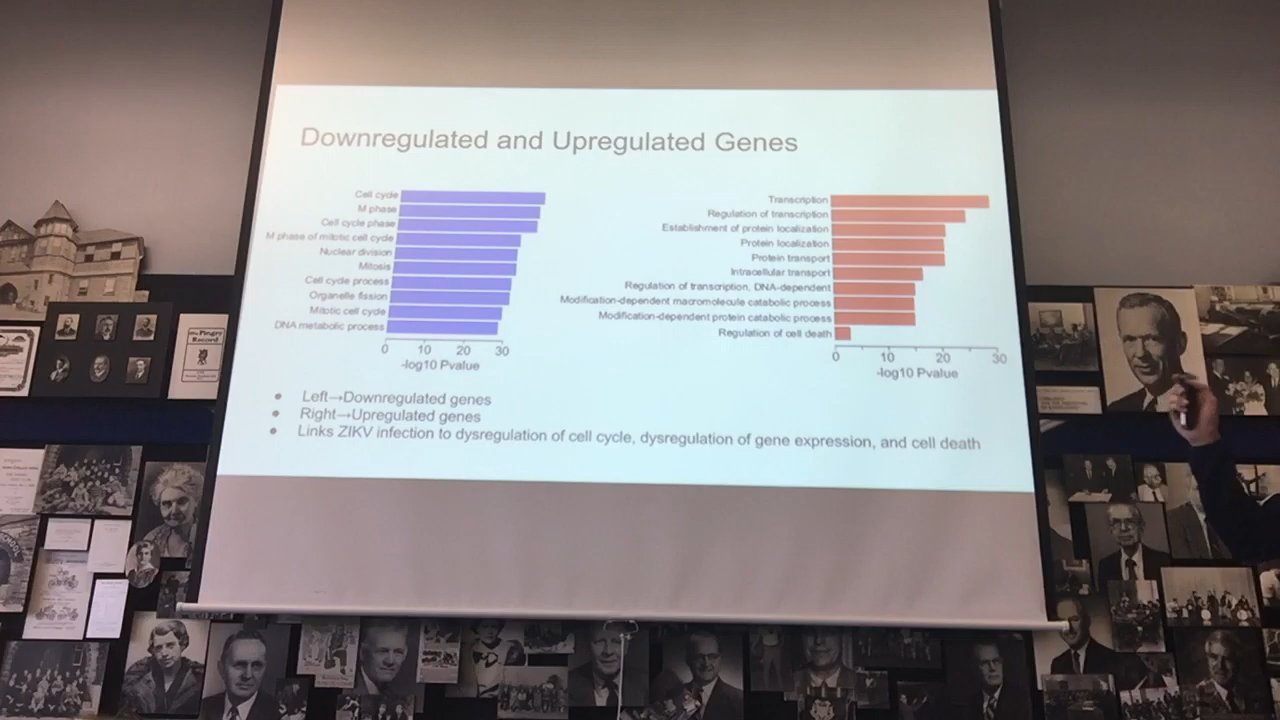 Downregulated and Upregulated Genes
Cell cycle
M phase
Cell cycle phase
M phase of mitotic cell cycle
Nuclear division
Mitosis
Cell cycle process
Organelle fission
Mitotic cell cycle
DNA metabolic process
0 10 20 30
-log10 Pvalue
Transcription
Regulation of transcription
Establishment of protein localization
Protein localization
Protein transport
Intracellular transport
Regulation of transcription, DNA-dependent
Modification-dependent macromolecule catabolic process
Modification-dependent protein catabolic process
Regulation of cell death
0 10 20 30
-log10 Pvalue
● Left→Downregulated genes
● Right→Upregulated genes
● Links ZIKV infection to dysregulation of cell cycle, dysregulation of gene expression, and cell death
The Pingry
Record